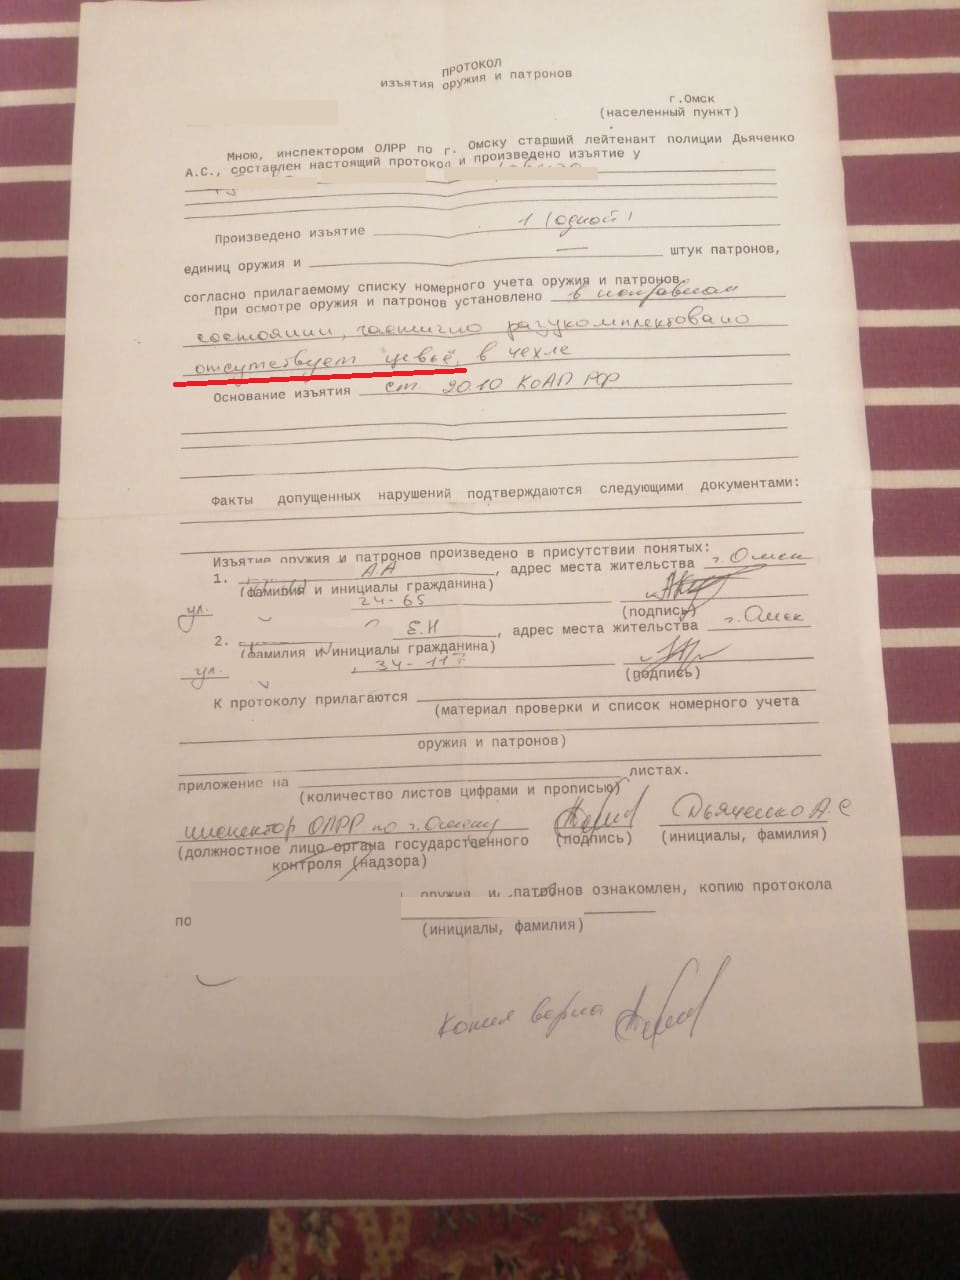 ПРОТОКОЛ
изъятия оружия и патронов
г.Омск
(населенный пункт)
Мною, инспектором ОЛРР по г. Омску старший лейтенант полиции Дьяченко
А.С., составлен настоящий протокол и произведено изъятие у
Произведено изъятие 1 (одной)
единиц оружия и — штук патронов,
согласно прилагаемому списку номерного учета оружия и патронов.
При осмотре оружия и патронов установлено в исправном
состоянии, частично разукомплектовано
отсутствует цевьё, в чехле
Основание изъятия ст. 20.10 КоАП РФ
Факты допущенных нарушений подтверждаются следующими документами:
Изъятие оружия и патронов произведено в присутствии понятых:
1. А.А , адрес места жительства г. Омск
(фамилия и инициалы гражданина)
ул. 24-65
(подпись)
2. Е.Н , адрес места жительства г. Омск
(фамилия и инициалы гражданина)
ул. 34-117
(подпись)
К протоколу прилагаются
(материал проверки и список номерного учета
оружия и патронов)
приложение на листах.
(количество листов цифрами и прописью)
инспектор ОЛРР по г. Омску Дьяченко А.С
(должностное лицо органа государственного (подпись) (инициалы, фамилия)
контроля (надзора)
оружия и патронов ознакомлен, копию протокола
по
(инициалы, фамилия)
Копия верна